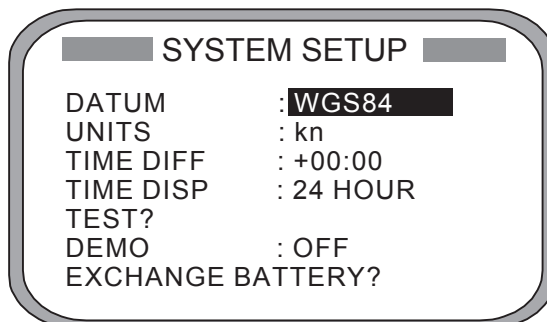 SYSTEM SETUP
DATUM : WGS84
UNITS : kn
TIME DIFF : +00:00
TIME DISP : 24 HOUR
TEST?
DEMO : OFF
EXCHANGE BATTERY?